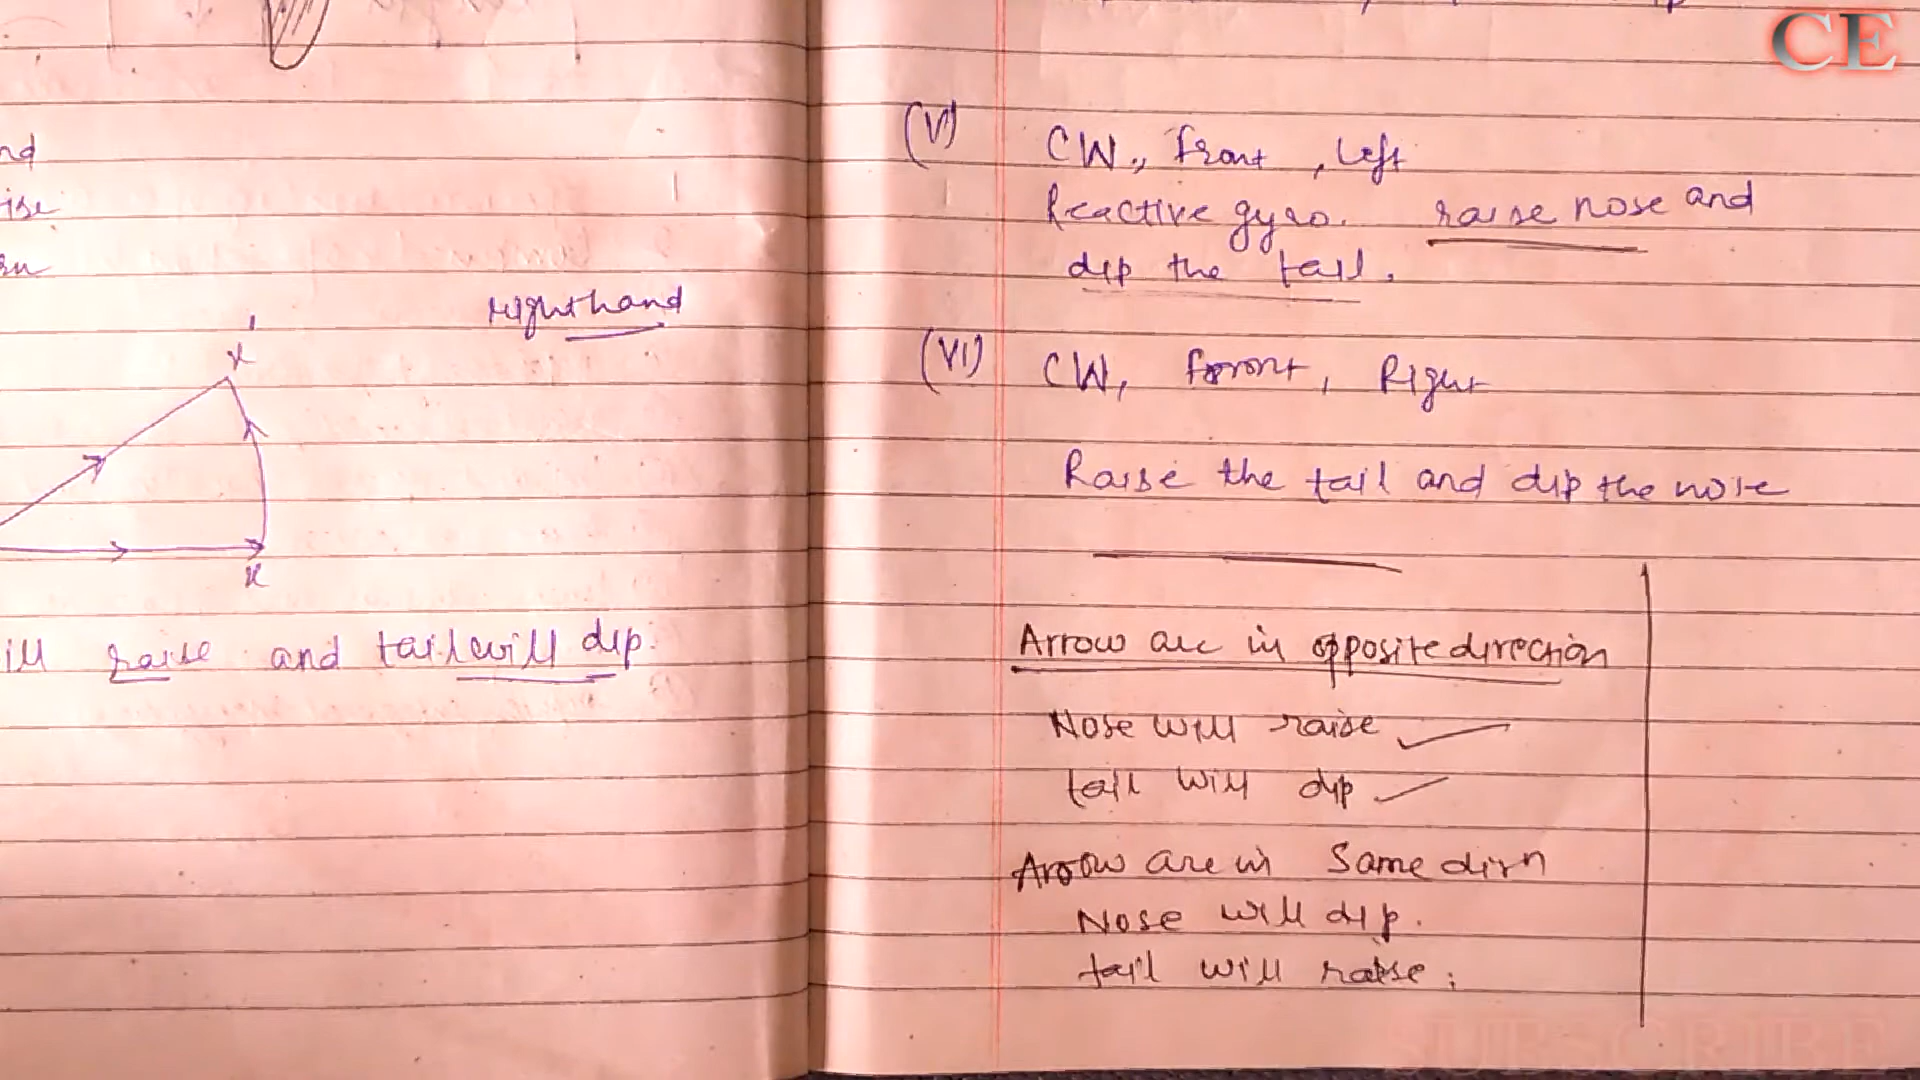 nd
ise
righthand
x'
x
ill raise and tail will dip.
CE
(V) CW., front, left
Reactive gyro. raise nose and
dip the tail.
(VI) CW, front, Right
Raise the tail and dip the nose
Arrow are in opposite direction
Nose will raise
tail will dip
Arrow are in Same dirn
Nose will dip.
tail will raise.
SUBSCRIBE